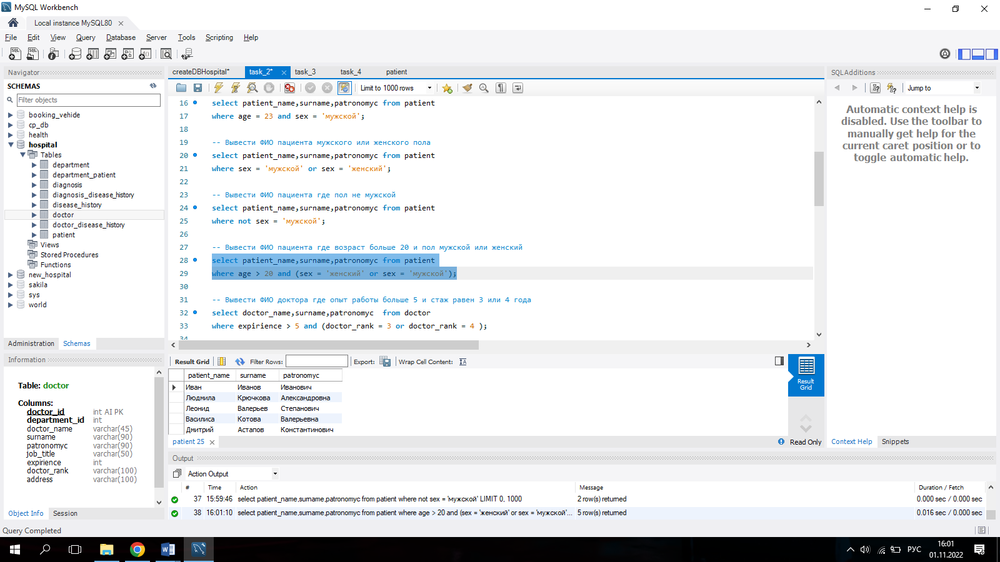 MySQL Workbench
Local instance MySQL80
File Edit View Query Database Server Tools Scripting Help
Navigator
SCHEMAS
Filter objects
booking_vehide
cp_db
health
hospital
Tables
department
department_patient
diagnosis
diagnosis_disease_history
disease_history
doctor
doctor_disease_history
patient
Views
Stored Procedures
Functions
new_hospital
sakila
sys
world
Administration Schemas
Information
Table: doctor
Columns:
doctor_id int AI PK
department_id int
doctor_name varchar(45)
surname varchar(90)
patronomyc varchar(90)
job_title varchar(50)
expirience int
doctor_rank varchar(100)
address varchar(100)
Object Info Session
Query Completed
createDBHospital* task_2* task_3 task_4 patient
Limit to 1000 rows
16 select patient_name,surname,patronomyc from patient
17 where age = 23 and sex = 'мужской';
18
19 -- Вывести ФИО пациента мужского или женского пола
20 select patient_name,surname,patronomyc from patient
21 where sex = 'мужской' or sex = 'женский';
22
23 -- Вывести ФИО пациента где пол не мужской
24 select patient_name,surname,patronomyc from patient
25 where not sex = 'мужской';
26
27 -- Вывести ФИО пациента где возраст больше 20 и пол мужской или женский
28 select patient_name,surname,patronomyc from patient
29 where age > 20 and (sex = 'женский' or sex = 'мужской');
30
31 -- Вывести ФИО доктора где опыт работы больше 5 и стаж равен 3 или 4 года
32 select doctor_name,surname,patronomyc from doctor
33 where expirience > 5 and (doctor_rank = 3 or doctor_rank = 4 );
34
Result Grid Filter Rows: Export: Wrap Cell Content:
patient_name surname patronomyc
Иван Иванов Иванович
Людмила Крючкова Александровна
Леонид Валерьев Степанович
Василиса Котова Валерьевна
Дмитрий Астапов Константинович
Result
Grid
patient 25
Read Only
Output
Action Output
# Time Action Message Duration / Fetch
37 15:59:46 select patient_name,surname,patronomyc from patient where not sex = 'мужской' LIMIT 0, 1000 2 row(s) returned 0.000 sec / 0.000 sec
38 16:01:10 select patient_name,surname,patronomyc from patient where age > 20 and (sex = 'женский' or sex = 'мужской'... 5 row(s) returned 0.016 sec / 0.000 sec
SQLAdditions
Jump to
Automatic context help is
disabled. Use the toolbar to
manually get help for the
current caret position or to
toggle automatic help.
Context Help Snippets
РУС
16:01
01.11.2022